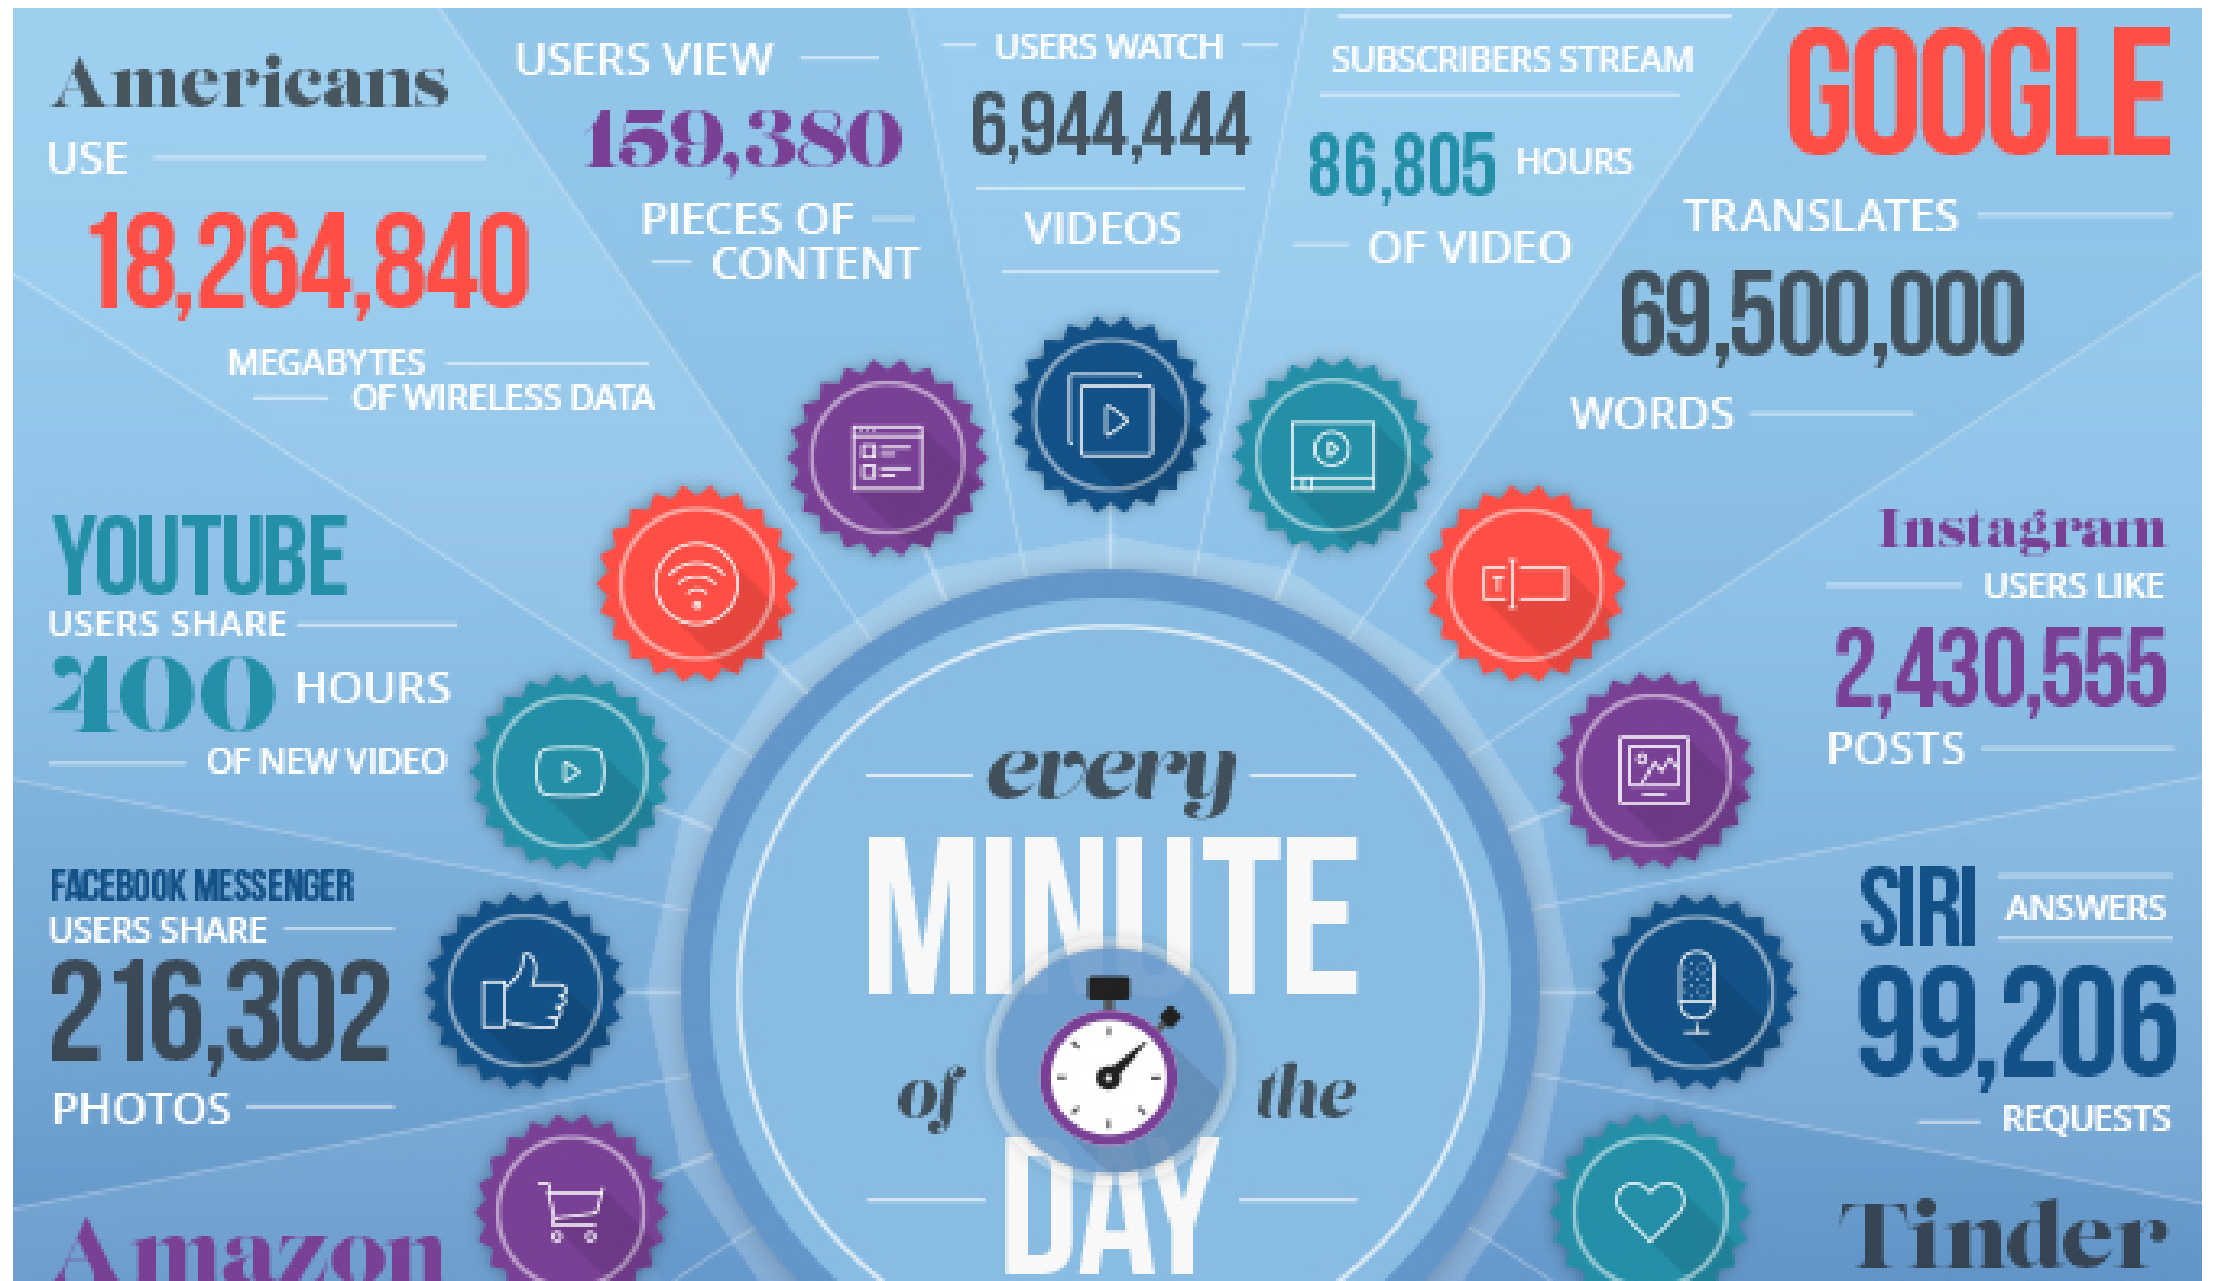 Americans
USE
18,264,840
MEGABYTES
OF WIRELESS DATA
USERS VIEW
159,380
PIECES OF
CONTENT
USERS WATCH
6,944,444
VIDEOS
SUBSCRIBERS STREAM
86,805 HOURS
OF VIDEO
GOOGLE
TRANSLATES
69,500,000
WORDS
YOUTUBE
USERS SHARE
400 HOURS
OF NEW VIDEO
Instagram
USERS LIKE
2,430,555
POSTS
FACEBOOK MESSENGER
USERS SHARE
216,302
PHOTOS
SIRI ANSWERS
99,206
REQUESTS
every
MINUTE
of the
DAY
Amazon
Tinder
T